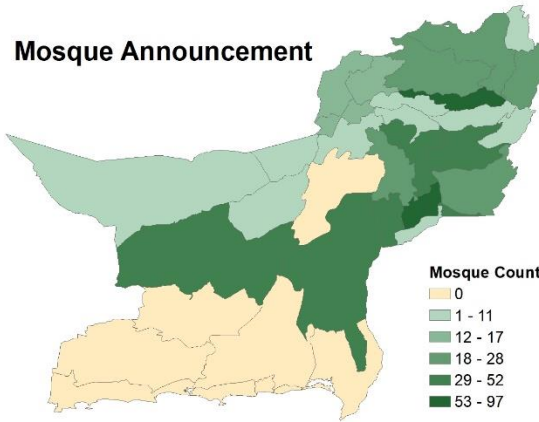 Mosque Announcement
Mosque Count
0
1 - 11
12 - 17
18 - 28
29 - 52
53 - 97